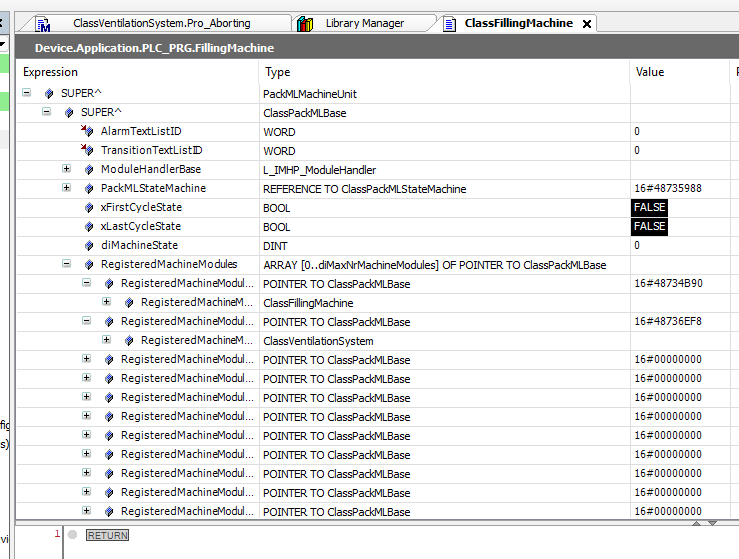 ClassVentilationSystem.Pro_Aborting Library Manager ClassFillingMachine
Device.Application.PLC_PRG.FillingMachine
Expression Type Value
SUPER^ PackMLMachineUnit
SUPER^ ClassPackMLBase
AlarmTextListID WORD 0
TransitionTextListID WORD 0
ModuleHandlerBase L_IMHP_ModuleHandler
PackMLStateMachine REFERENCE TO ClassPackMLStateMachine 16#48735988
xFirstCycleState BOOL FALSE
xLastCycleState BOOL FALSE
diMachineState DINT 0
RegisteredMachineModules ARRAY [0..diMaxNrMachineModules] OF POINTER TO ClassPackMLBase
RegisteredMachineModul... POINTER TO ClassPackMLBase 16#48734B90
RegisteredMachineM... ClassFillingMachine
RegisteredMachineModul... POINTER TO ClassPackMLBase 16#48736EF8
RegisteredMachineM... ClassVentilationSystem
RegisteredMachineModul... POINTER TO ClassPackMLBase 16#00000000
RegisteredMachineModul... POINTER TO ClassPackMLBase 16#00000000
RegisteredMachineModul... POINTER TO ClassPackMLBase 16#00000000
RegisteredMachineModul... POINTER TO ClassPackMLBase 16#00000000
RegisteredMachineModul... POINTER TO ClassPackMLBase 16#00000000
RegisteredMachineModul... POINTER TO ClassPackMLBase 16#00000000
RegisteredMachineModul... POINTER TO ClassPackMLBase 16#00000000
RegisteredMachineModul... POINTER TO ClassPackMLBase 16#00000000
RegisteredMachineModul... POINTER TO ClassPackMLBase 16#00000000
1 RETURN